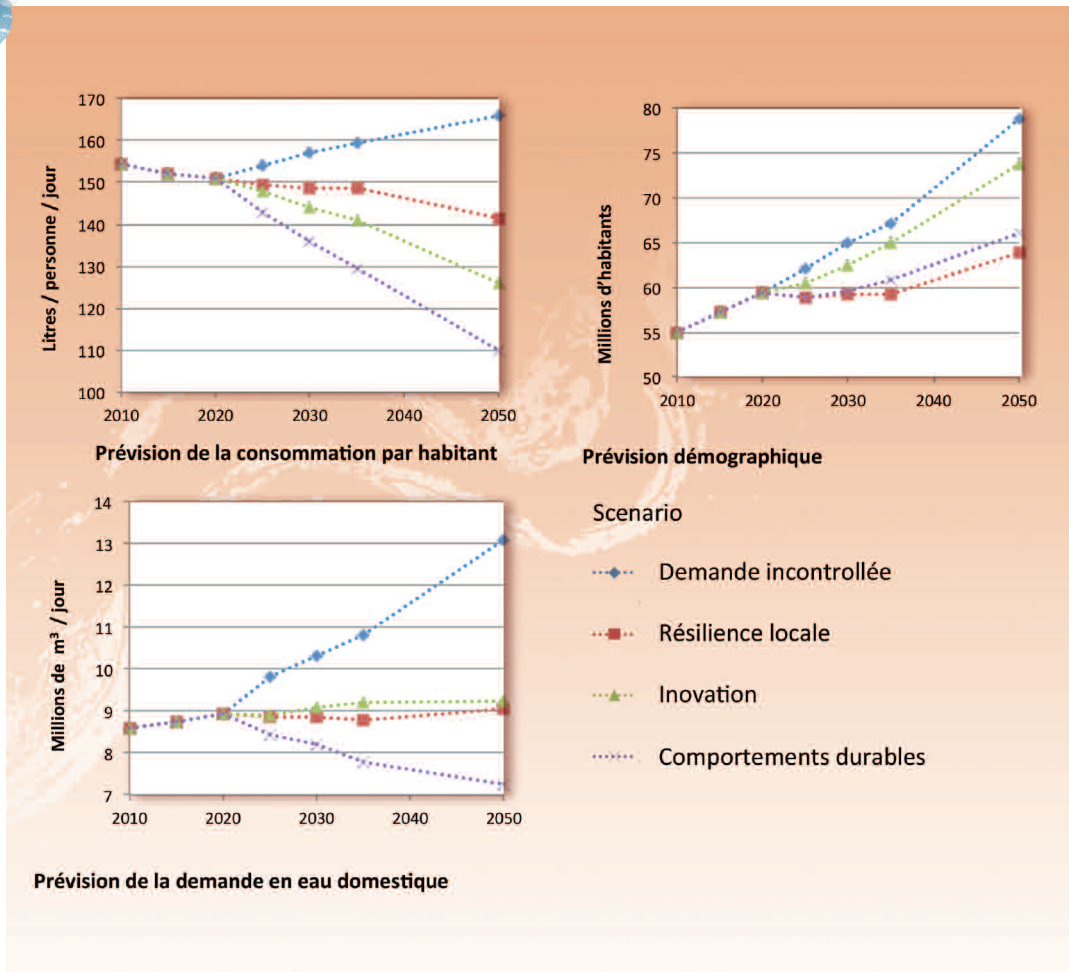 170
160
150
140
130
120
110
100
Litres / personne / jour
2010 2020 2030 2040 2050
Prévision de la consommation par habitant
80
75
70
65
60
55
50
Millions d'habitants
2010 2020 2030 2040 2050
Prévision démographique
14
13
12
11
10
9
8
7
Millions de m³ / jour
2010 2020 2030 2040 2050
Prévision de la demande en eau domestique
Scenario
Demande incontrollée
Résilience locale
Inovation
Comportements durables